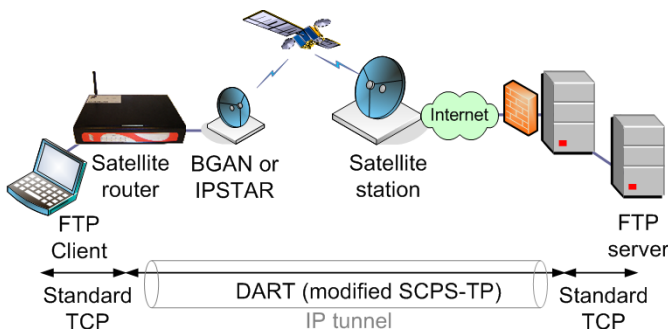 Internet
Satellite
router
BGAN or
IPSTAR
Satellite
station
FTP
Client
FTP
server
Standard
TCP
DART (modified SCPS-TP)
IP tunnel
Standard
TCP